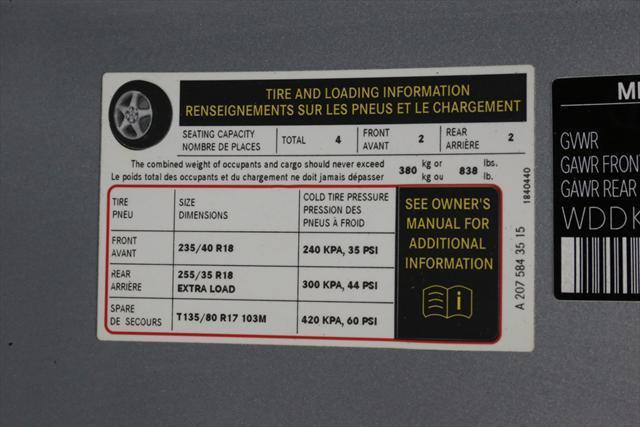 TIRE AND LOADING INFORMATION
RENSEIGNEMENTS SUR LES PNEUS ET LE CHARGEMENT
SEATING CAPACITY TOTAL 4 FRONT 2 REAR 2
NOMBRE DE PLACES AVANT ARRIÈRE
The combined weight of occupants and cargo should never exceed 380 kg or 838 lbs.
Le poids total des occupants et du chargement ne doit jamais dépasser kg ou lb.
TIRE SIZE COLD TIRE PRESSURE
PNEU DIMENSIONS PRESSION DES
PNEUS À FROID
FRONT
AVANT 235/40 R18 240 KPA, 35 PSI
REAR 255/35 R18
ARRIÈRE EXTRA LOAD 300 KPA, 44 PSI
SPARE
DE SECOURS T135/80 R17 103M 420 KPA, 60 PSI
SEE OWNER'S
MANUAL FOR
ADDITIONAL
INFORMATION
1840440
A 207 584 35 15
GVWR
GAWR FRONT
GAWR REAR
WDDK